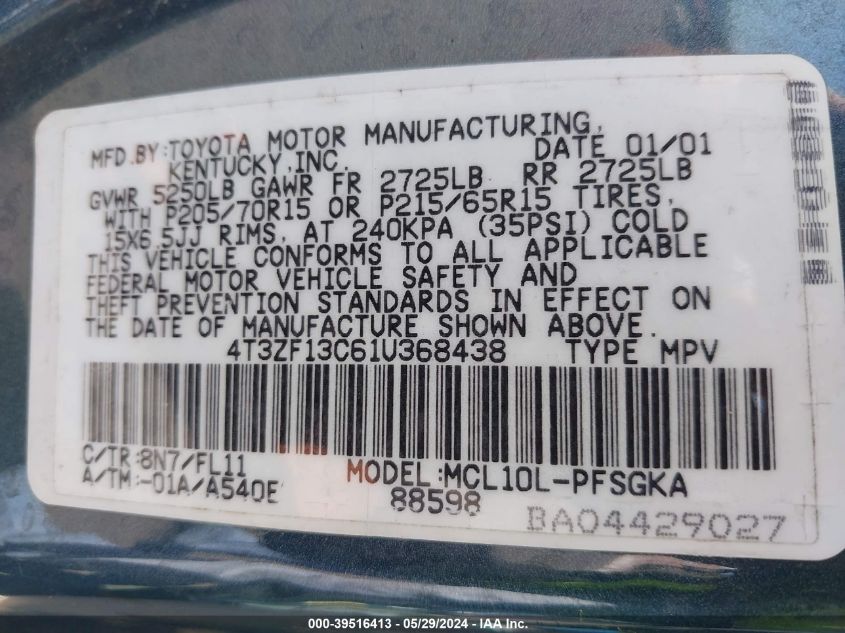 MFD.BY:TOYOTA MOTOR MANUFACTURING,
KENTUCKY,INC. DATE 01/01
GVWR 5250LB GAWR FR 2725LB RR 2725LB
WITH P205/70R15 OR P215/65R15 TIRES,
15X6.5JJ RIMS, AT 240KPA (35PSI) COLD
THIS VEHICLE CONFORMS TO ALL APPLICABLE
FEDERAL MOTOR VEHICLE SAFETY AND
THEFT PREVENTION STANDARDS IN EFFECT ON
THE DATE OF MANUFACTURE SHOWN ABOVE.
4T3ZF13C61U368438 TYPE MPV
C/TR:8N7/FL11 MODEL:MCL10L-PFSGKA
A/TM:-01A/A540E 88598
BA04429027
000-39516413 - 05/29/2024 - IAA Inc.